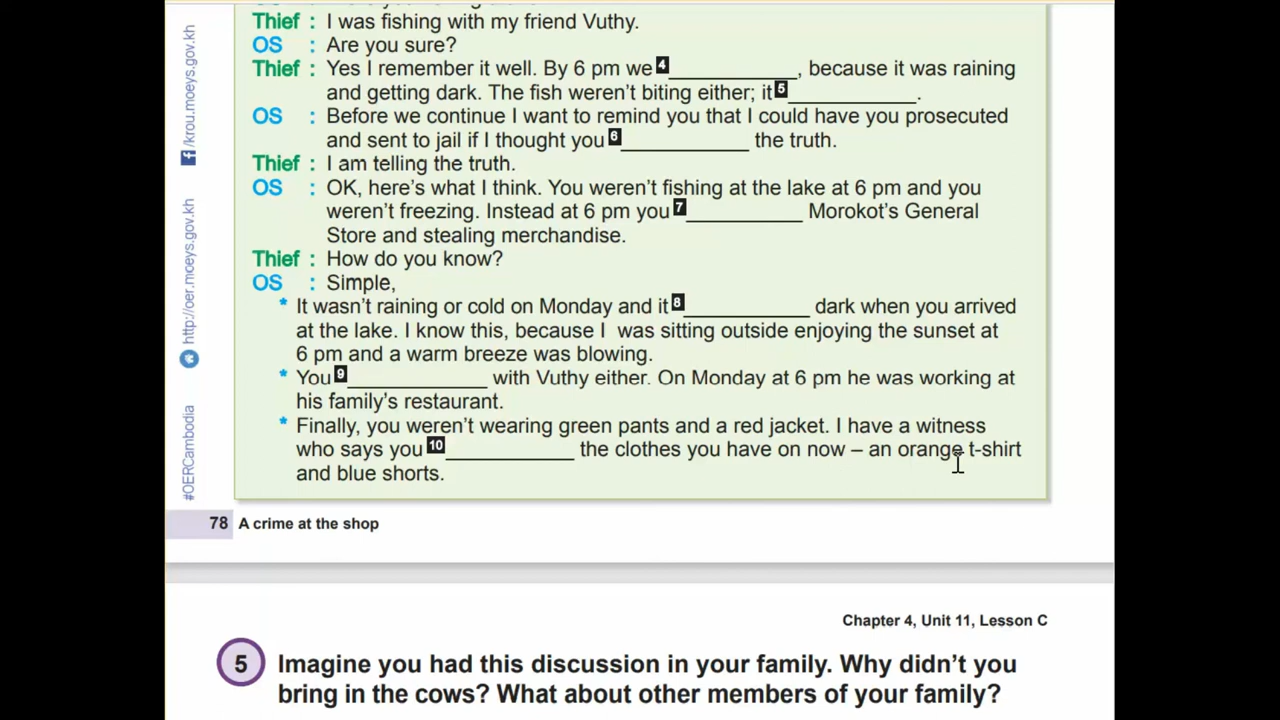 Thief : I was fishing with my friend Vuthy.
OS : Are you sure?
Thief : Yes I remember it well. By 6 pm we 4 ____________, because it was raining
and getting dark. The fish weren't biting either; it 5 ____________.
OS : Before we continue I want to remind you that I could have you prosecuted
and sent to jail if I thought you 6 ____________ the truth.
Thief : I am telling the truth.
OS : OK, here's what I think. You weren't fishing at the lake at 6 pm and you
weren't freezing. Instead at 6 pm you 7 ___________ Morokot's General
Store and stealing merchandise.
Thief : How do you know?
OS : Simple,
* It wasn't raining or cold on Monday and it 8 ____________ dark when you arrived
at the lake. I know this, because I was sitting outside enjoying the sunset at
6 pm and a warm breeze was blowing.
* You 9 _____________ with Vuthy either. On Monday at 6 pm he was working at
his family's restaurant.
* Finally, you weren't wearing green pants and a red jacket. I have a witness
who says you 10 ____________ the clothes you have on now – an orange t-shirt
and blue shorts.
/krou.moeys.gov.kh
http://oer.moeys.gov.kh
#OERCambodia
78 A crime at the shop
Chapter 4, Unit 11, Lesson C
5 Imagine you had this discussion in your family. Why didn't you
bring in the cows? What about other members of your family?